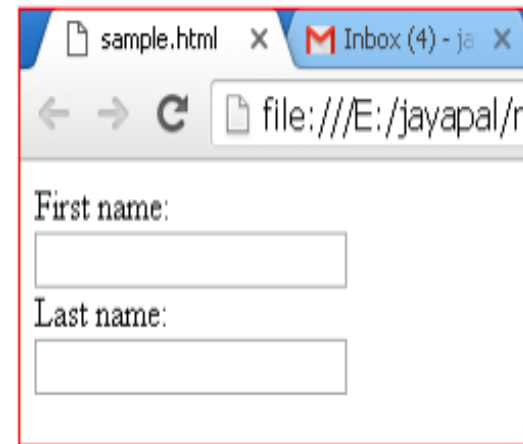 sample.html
Inbox (4) - ja
file:///E:/jayapal/r
First name:
Last name: